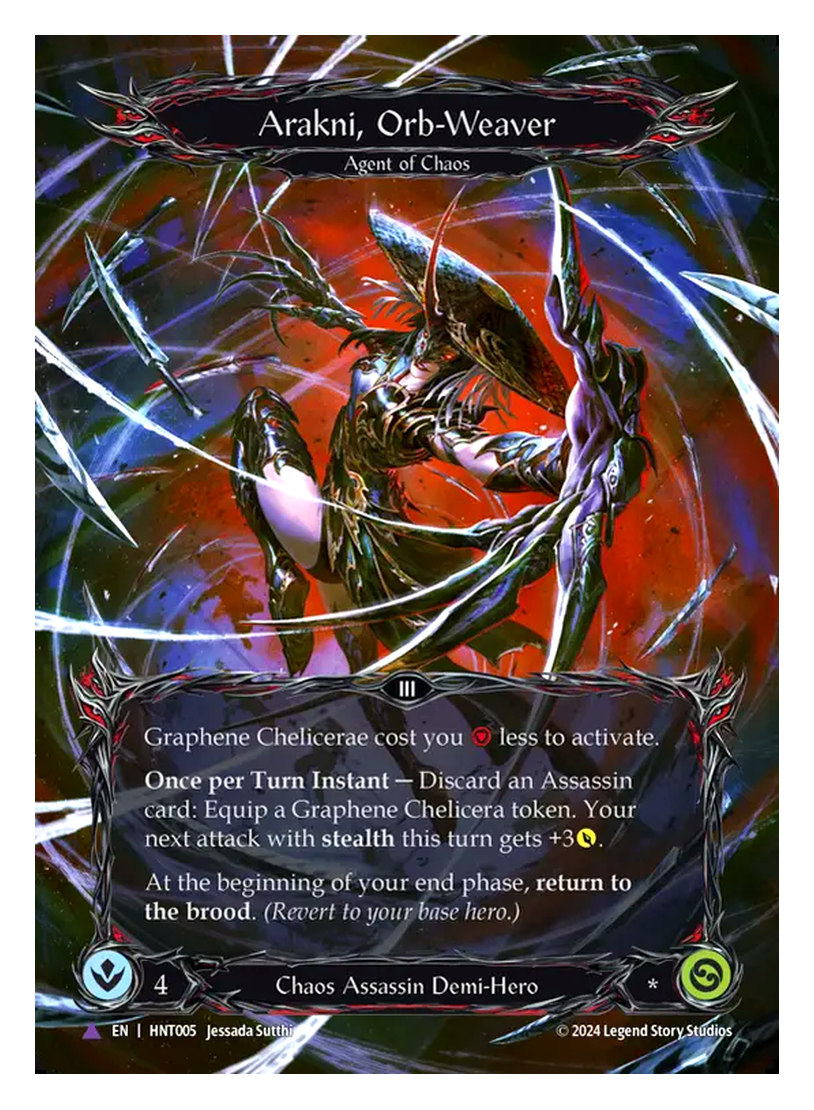 Arakni, Orb-Weaver
Agent of Chaos
III
Graphene Chelicerae cost you less to activate.
Once per Turn Instant — Discard an Assassin
card: Equip a Graphene Chelicera token. Your
next attack with stealth this turn gets +3.
At the beginning of your end phase, return to
the brood. (Revert to your base hero.)
4
Chaos Assassin Demi-Hero
*
EN | HNT005 Jessada Sutthi
© 2024 Legend Story Studios